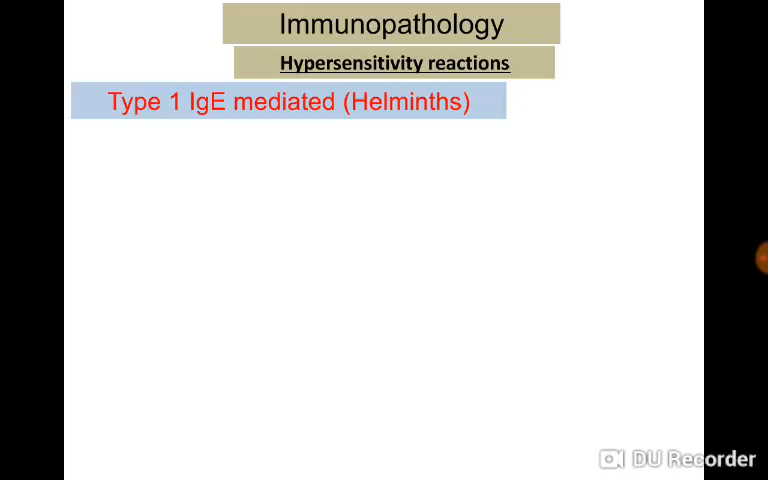 Immunopathology
Hypersensitivity reactions
Type 1 IgE mediated (Helminths)
DU Recorder